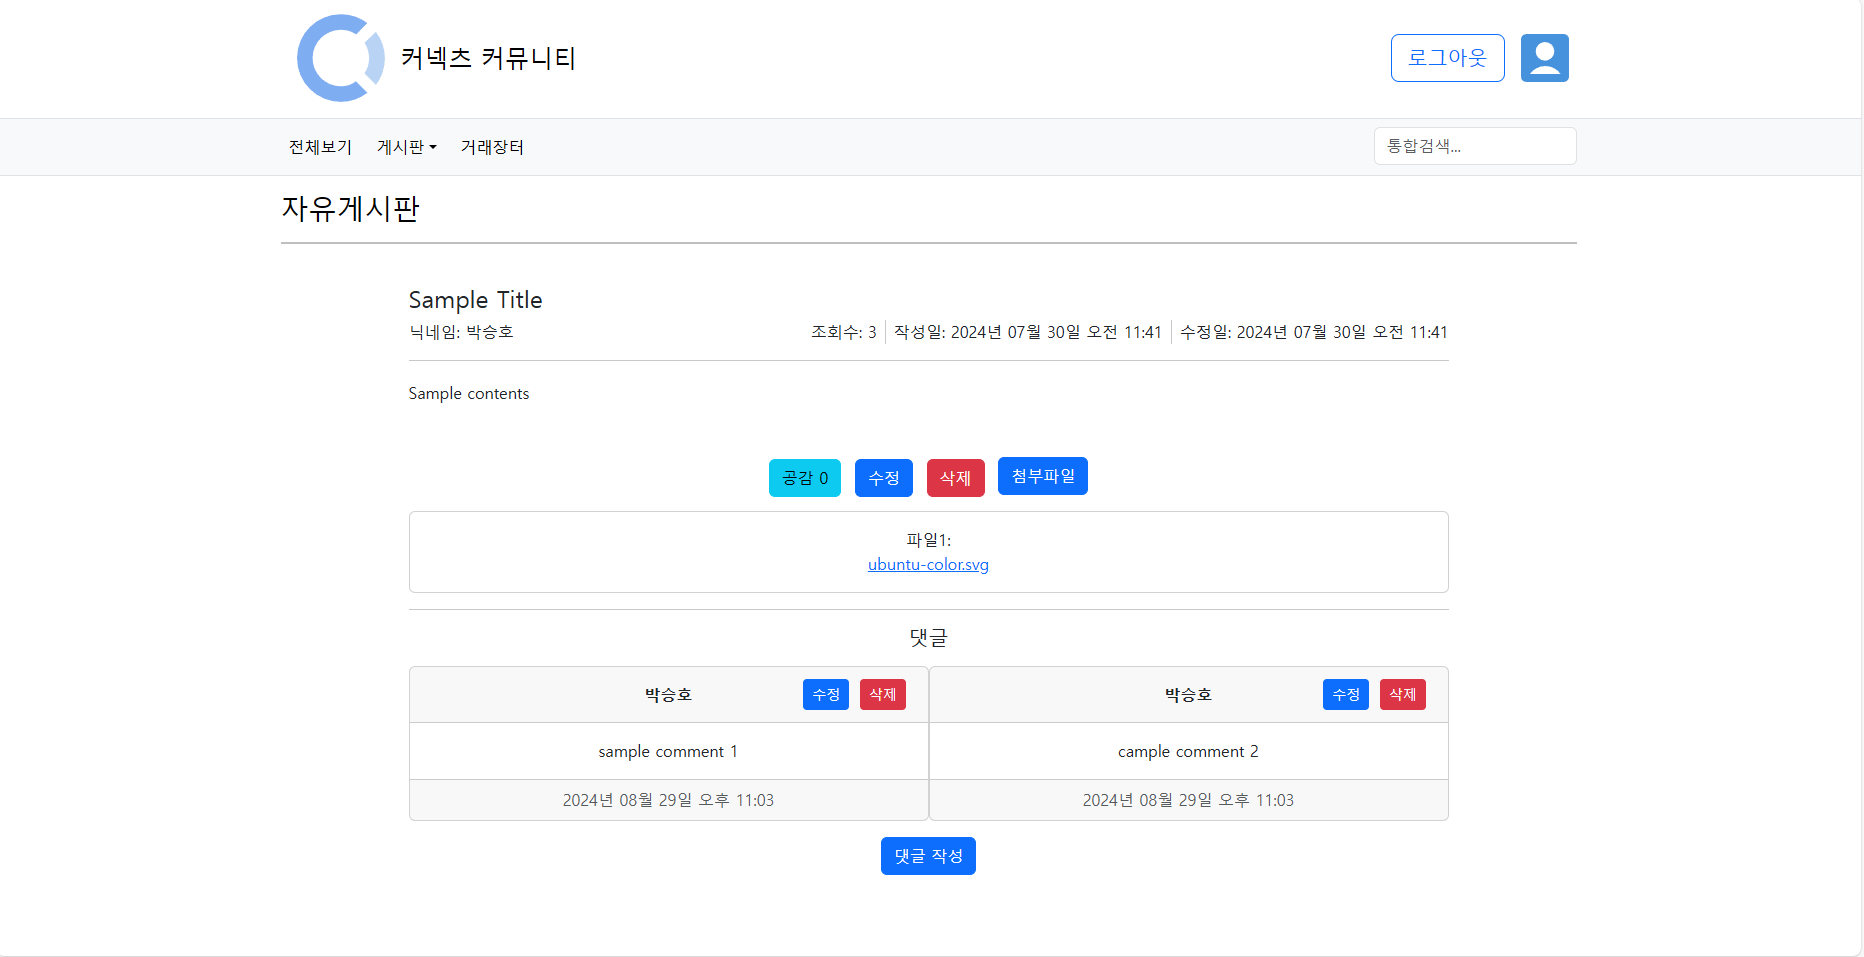 커넥츠 커뮤니티
로그아웃
전체보기 게시판 거래장터 통합검색...
자유게시판
Sample Title
닉네임: 박승호 조회수: 3 작성일: 2024년 07월 30일 오전 11:41 수정일: 2024년 07월 30일 오전 11:41
Sample contents
공감 0 수정 삭제 첨부파일
파일1:
ubuntu-color.svg
댓글
박승호 수정 삭제
sample comment 1
2024년 08월 29일 오후 11:03
박승호 수정 삭제
cample comment 2
2024년 08월 29일 오후 11:03
댓글 작성